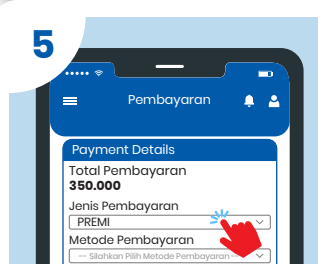 5
Pembayaran
Payment Details
Total Pembayaran
350.000
Jenis Pembayaran
PREMI
Metode Pembayaran
--- Silahkan Pilih Metode Pembayaran ---